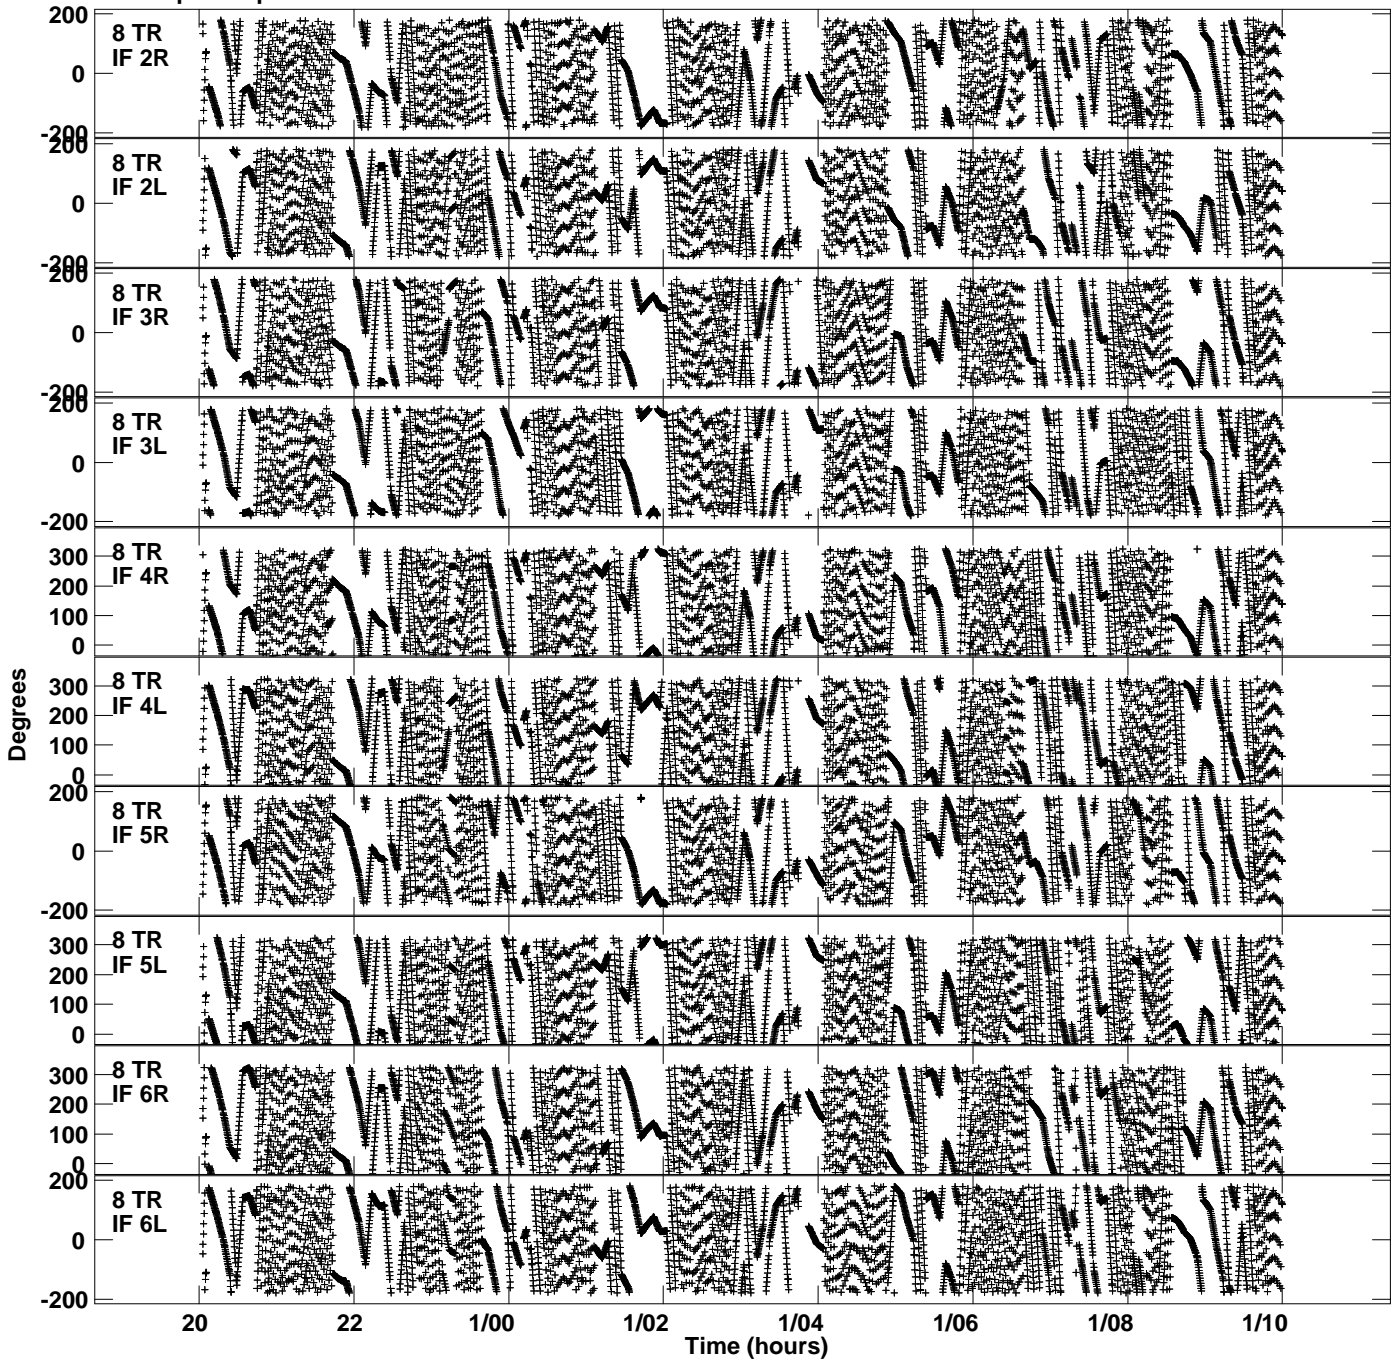 200
8 TR
IF 2R
0
-200
200
8 TR
IF 2L
0
-200
200
8 TR
IF 3R
0
-200
200
8 TR
IF 3L
0
-200
8 TR
IF 4R
300
200
100
0
8 TR
IF 4L
300
200
100
0
Degrees
200
8 TR
IF 5R
0
-200
8 TR
IF 5L
300
200
100
0
8 TR
IF 6R
300
200
100
0
200
8 TR
IF 6L
0
-200
20 22 1/00 1/02 1/04 1/06 1/08 1/10
Time (hours)